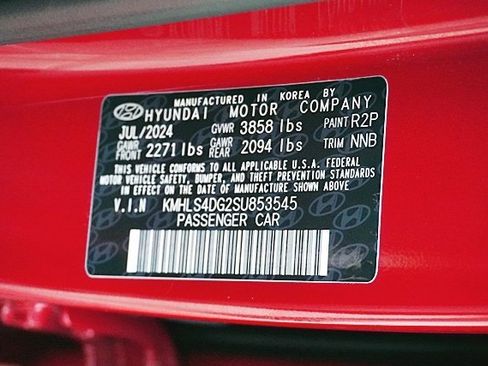 MANUFACTURED IN KOREA BY
HYUNDAI MOTOR COMPANY
JUL/2024 GVWR 3858 lbs PAINT R2P
GAWR FRONT 2271 lbs GAWR REAR 2094 lbs TRIM NNB
THIS VEHICLE CONFORMS TO ALL APPLICABLE U.S.A. FEDERAL
MOTOR VEHICLE SAFETY, BUMPER, AND THEFT PREVENTION STANDARDS
IN EFFECT ON THE DATE OF MANUFACTURE SHOWN ABOVE
V.I.N KMHLS4DG2SU853545
PASSENGER CAR